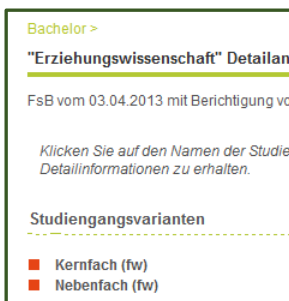 Bachelor >
"Erziehungswissenschaft" Detailan
FsB vom 03.04.2013 mit Berichtigung vo
Klicken Sie auf den Namen der Studie
Detailinformationen zu erhalten.
Studiengangsvarianten
Kernfach (fw)
Nebenfach (fw)